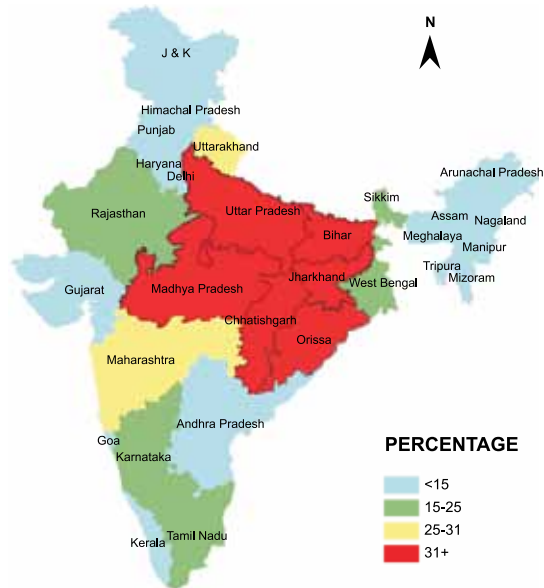 N
J & K
Himachal Pradesh
Punjab
Uttarakhand
Haryana
Delhi
Arunachal Pradesh
Sikkim
Rajasthan
Uttar Pradesh
Assam
Nagaland
Bihar
Meghalaya
Manipur
Tripura
Mizoram
Jharkhand
West Bengal
Gujarat
Madhya Pradesh
Chhatishgarh
Orissa
Maharashtra
Andhra Pradesh
Goa
Karnataka
Kerala
Tamil Nadu
PERCENTAGE
<15
15-25
25-31
31+